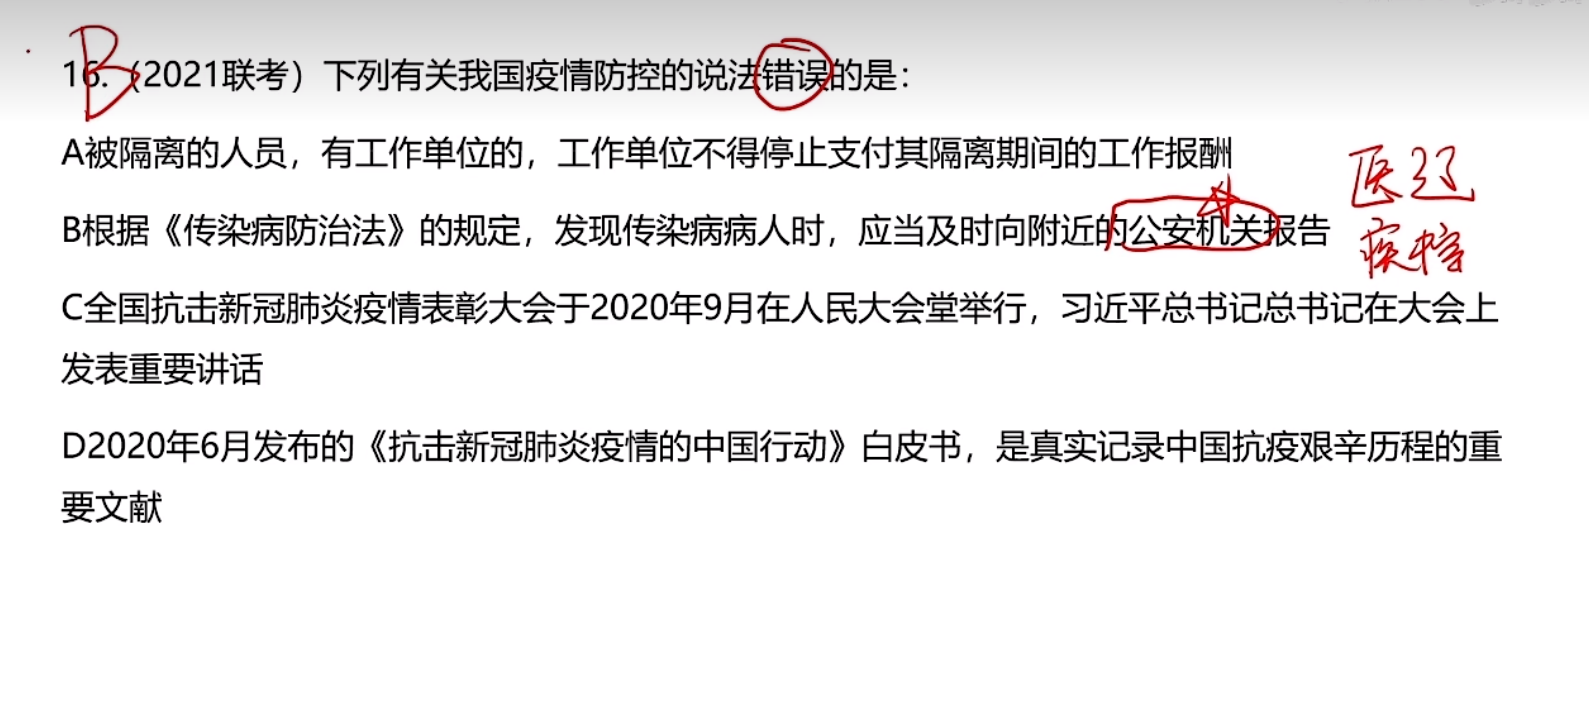 B
16.（2021联考）下列有关我国疫情防控的说法错误的是：
A被隔离的人员，有工作单位的，工作单位不得停止支付其隔离期间的工作报酬
医疗
B根据《传染病防治法》的规定，发现传染病病人时，应当及时向附近的公安机关报告
疾控
C全国抗击新冠肺炎疫情表彰大会于2020年9月在人民大会堂举行，习近平总书记总书记在大会上
发表重要讲话
D2020年6月发布的《抗击新冠肺炎疫情的中国行动》白皮书，是真实记录中国抗疫艰辛历程的重
要文献